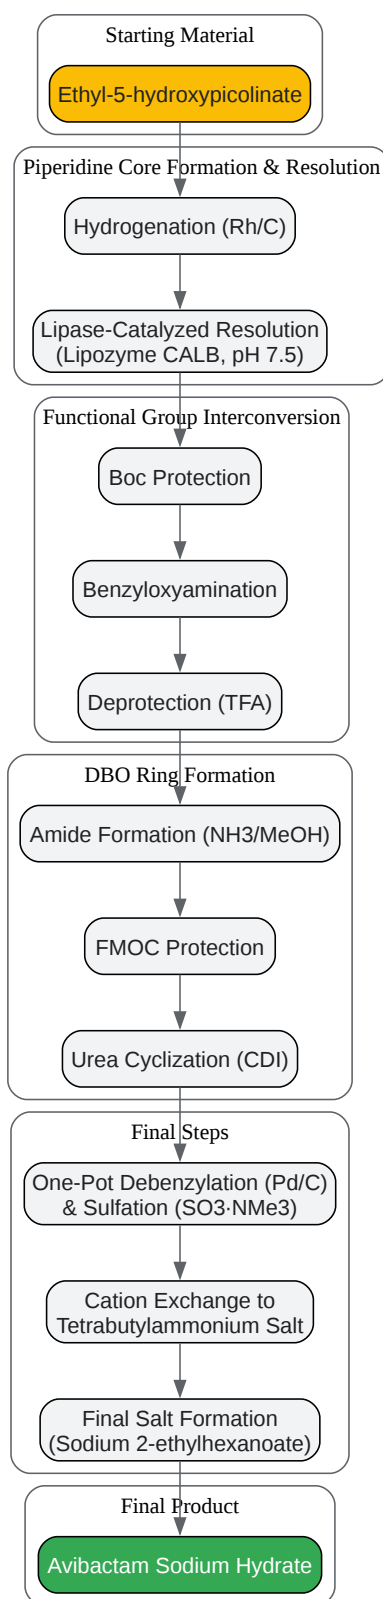 Starting Material
Ethyl-5-hydroxypicolinate
Piperidine Core Formation & Resolution
Hydrogenation (Rh/C)
Lipase-Catalyzed Resolution
(Lipozyme CALB, pH 7.5)
Functional Group Interconversion
Boc Protection
Benzyloxyamination
Deprotection (TFA)
DBO Ring Formation
Amide Formation (NH3/MeOH)
FMOC Protection
Urea Cyclization (CDI)
Final Steps
One-Pot Debenzylation (Pd/C)
& Sulfation (SO3·NMe3)
Cation Exchange to
Tetrabutylammonium Salt
Final Salt Formation
(Sodium 2-ethylhexanoate)
Final Product
Avibactam Sodium Hydrate